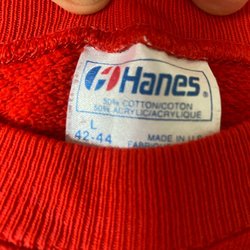 Hanes
50% COTTON/COTON
50% ACRYLIC/ACRYLIQUE
L
42-44
MADE IN U.S